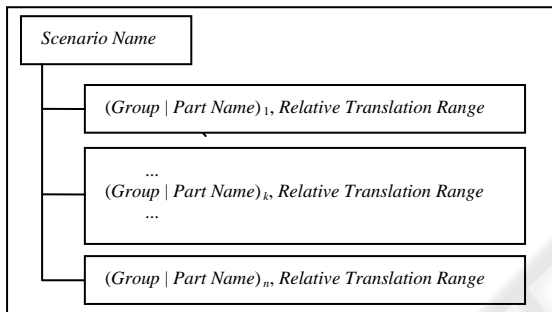 Scenario Name
(Group | Part Name) 1, Relative Translation Range
...
(Group | Part Name) k, Relative Translation Range
...
(Group | Part Name) n, Relative Translation Range